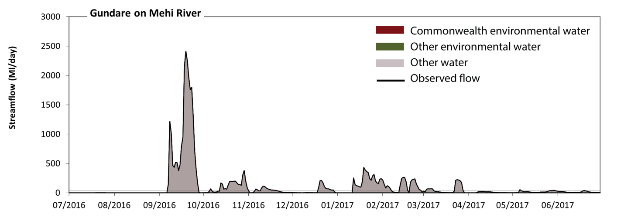 Gundare on Mehi River
Streamflow (Ml/day)
3000
2500
2000
1500
1000
500
0
Commonwealth environmental water
Other environmental water
Other water
Observed flow
07/2016 08/2016 09/2016 10/2016 11/2016 12/2016 01/2017 02/2017 03/2017 04/2017 05/2017 06/2017